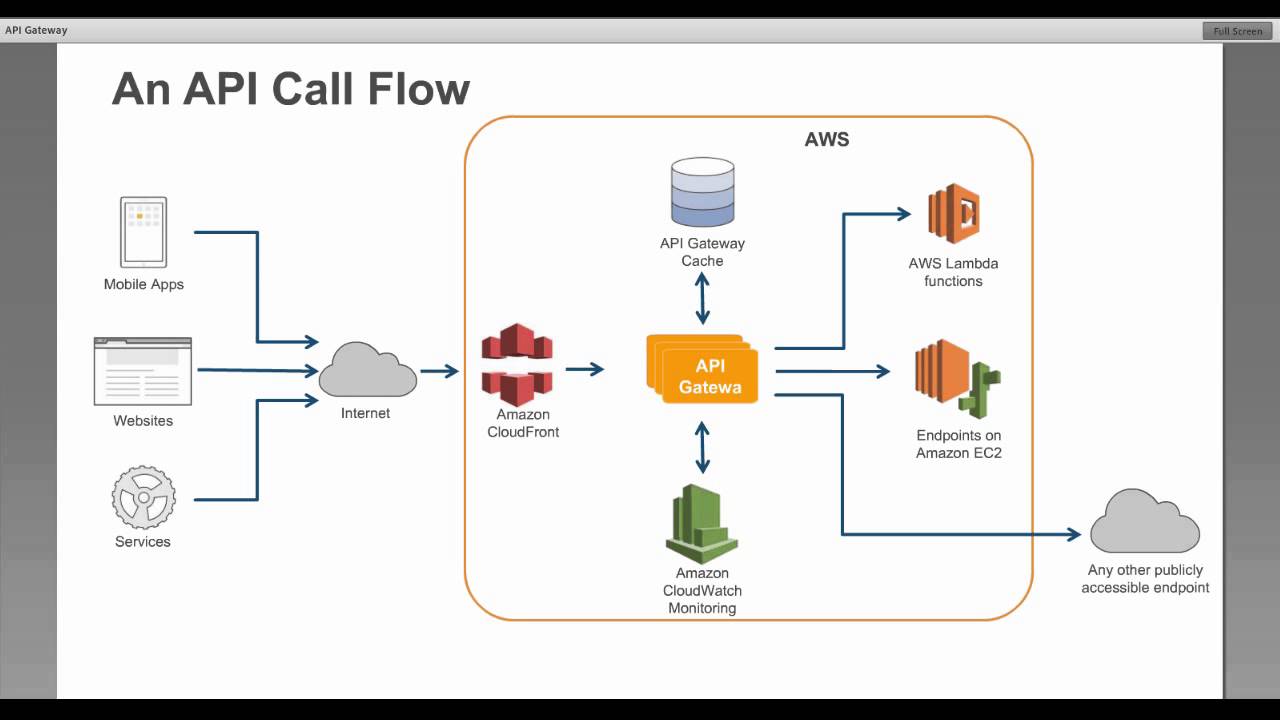 API Gateway
Full Screen
An API Call Flow
AWS
Mobile Apps
Websites
Services
Internet
Amazon
CloudFront
API Gateway
Cache
API
Gatewa
Amazon
CloudWatch
Monitoring
AWS Lambda
functions
Endpoints on
Amazon EC2
Any other publicly
accessible endpoint